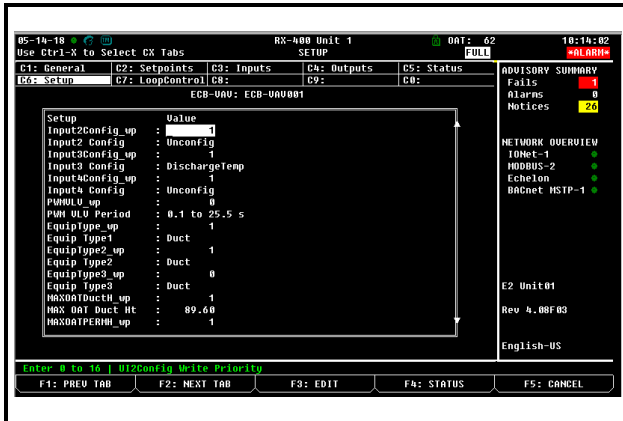 05-14-18 RX-400 Unit 1 OAT: 62 10:14:02
Use Ctrl-X to Select CX Tabs SETUP FULL *ALARM*
C1: General C2: Setpoints C3: Inputs C4: Outputs C5: Status
C6: Setup C7: LoopControl C8: C9: C0:
ECB-VAV: ECB-VAV001
Setup Value
Input2Config_wp : 1
Input2 Config : Unconfig
Input3Config_wp : 1
Input3 Config : DischargeTemp
Input4Config_wp : 1
Input4 Config : Unconfig
PWMVLV_wp : 0
PWM VLV Period : 0.1 to 25.5 s
EquipType_wp : 1
Equip Type1 : Duct
EquipType2_wp : 1
Equip Type2 : Duct
EquipType3_wp : 0
Equip Type3 : Duct
MAXOATDuctH_wp : 1
MAX OAT Duct Ht : 89.60
MAXOATPERMH_wp : 1
ADVISORY SUMMARY
Fails 1
Alarms 0
Notices 26
NETWORK OVERVIEW
IONet-1
MODBUS-2
Echelon
BACnet MSTP-1
E2 Unit01
Rev 4.08F03
English-US
Enter 0 to 16 | UI2Config Write Priority
F1: PREV TAB F2: NEXT TAB F3: EDIT F4: STATUS F5: CANCEL